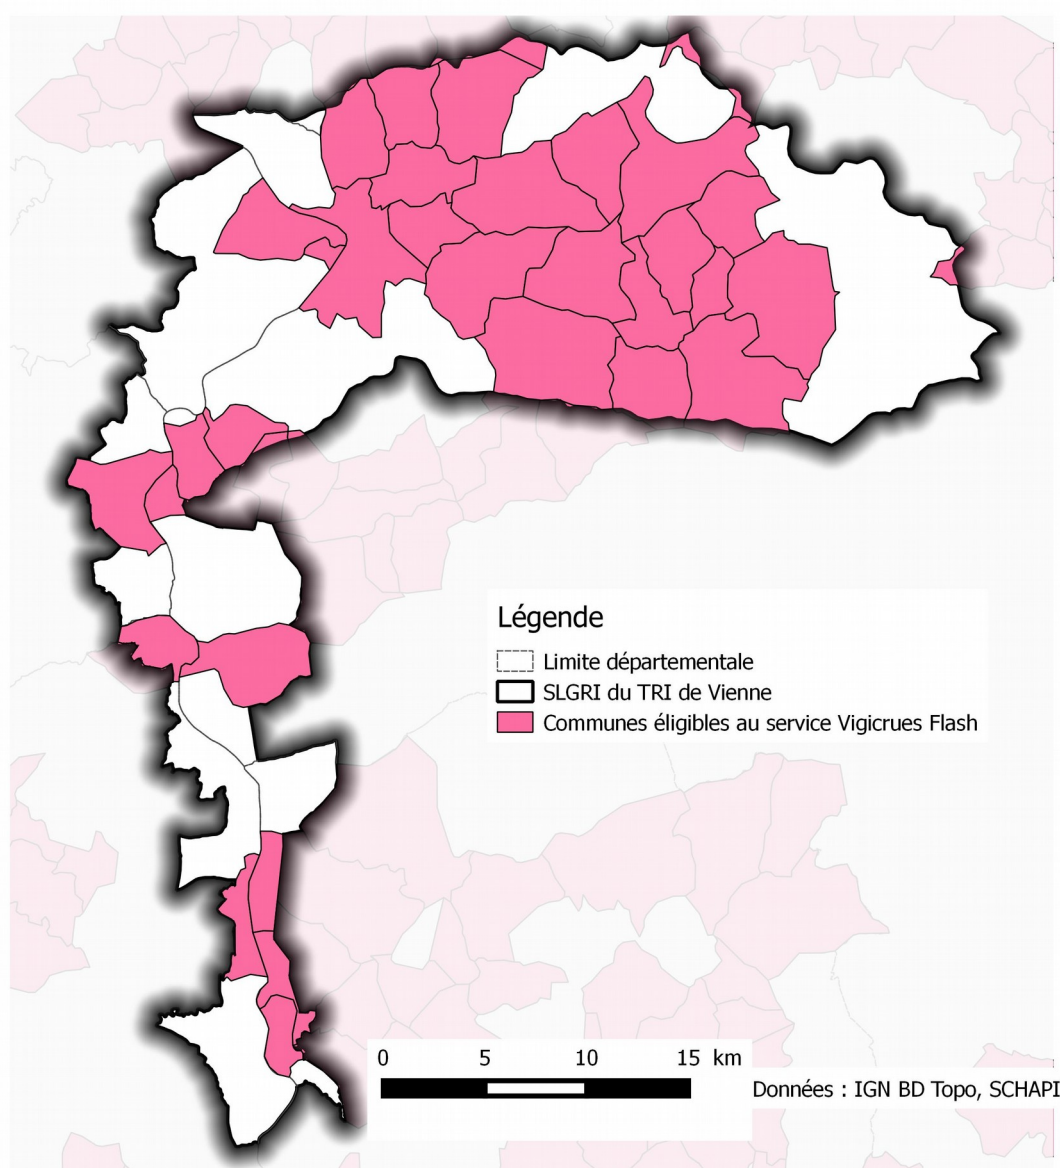 Légende
Limite départementale
SLGRI du TRI de Vienne
Communes éligibles au service Vigicrues Flash
0 5 10 15 km
Données : IGN BD Topo, SCHAPI